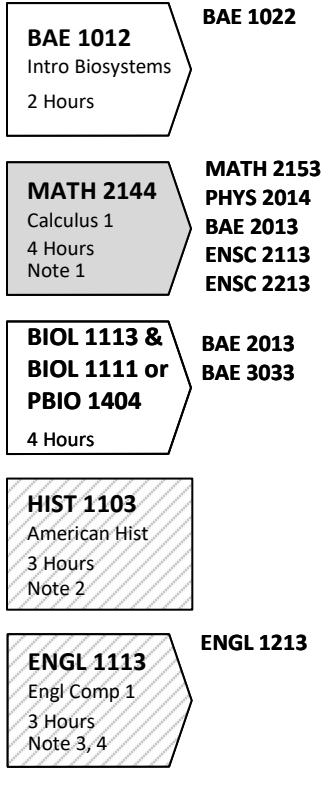 BAE 1012
Intro Biosystems
2 Hours
BAE 1022
MATH 2144
Calculus 1
4 Hours
Note 1
MATH 2153
PHYS 2014
BAE 2013
ENSC 2113
ENSC 2213
BIOL 1113 &
BIOL 1111 or
PBIO 1404
4 Hours
BAE 2013
BAE 3033
HIST 1103
American Hist
3 Hours
Note 2
ENGL 1113
Engl Comp 1
3 Hours
Note 3, 4
ENGL 1213